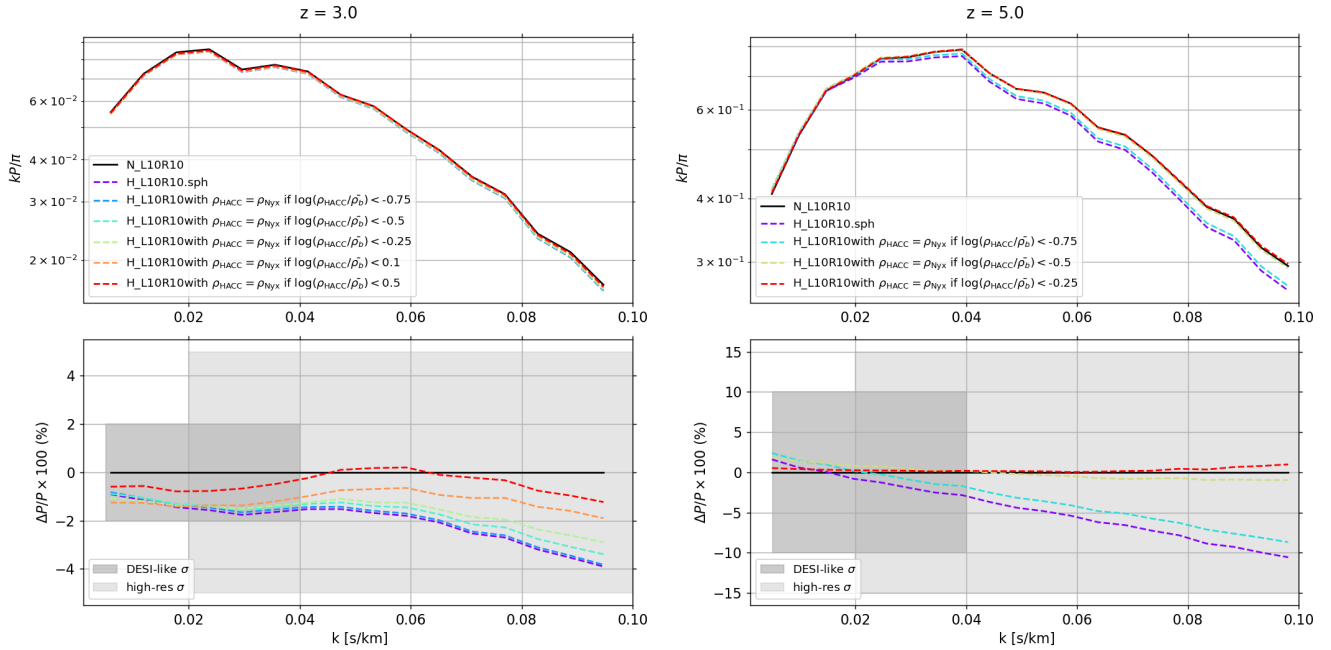 z = 3.0
kP/π
6 × 10⁻²
4 × 10⁻²
3 × 10⁻²
2 × 10⁻²
N_L10R10
H_L10R10.sph
H_L10R10with ρ_HACC = ρ_Nyx if log(ρ_HACC/ρ̄_b) < -0.75
H_L10R10with ρ_HACC = ρ_Nyx if log(ρ_HACC/ρ̄_b) < -0.5
H_L10R10with ρ_HACC = ρ_Nyx if log(ρ_HACC/ρ̄_b) < -0.25
H_L10R10with ρ_HACC = ρ_Nyx if log(ρ_HACC/ρ̄_b) < 0.1
H_L10R10with ρ_HACC = ρ_Nyx if log(ρ_HACC/ρ̄_b) < 0.5
0.02 0.04 0.06 0.08 0.10
z = 5.0
kP/π
6 × 10⁻¹
4 × 10⁻¹
3 × 10⁻¹
N_L10R10
H_L10R10.sph
H_L10R10with ρ_HACC = ρ_Nyx if log(ρ_HACC/ρ̄_b) < -0.75
H_L10R10with ρ_HACC = ρ_Nyx if log(ρ_HACC/ρ̄_b) < -0.5
H_L10R10with ρ_HACC = ρ_Nyx if log(ρ_HACC/ρ̄_b) < -0.25
0.02 0.04 0.06 0.08 0.10
ΔP/P × 100 (%)
4
2
0
−2
−4
DESI-like σ
high-res σ
0.02 0.04 0.06 0.08 0.10
k [s/km]
ΔP/P × 100 (%)
15
10
5
0
−5
−10
−15
DESI-like σ
high-res σ
0.02 0.04 0.06 0.08 0.10
k [s/km]